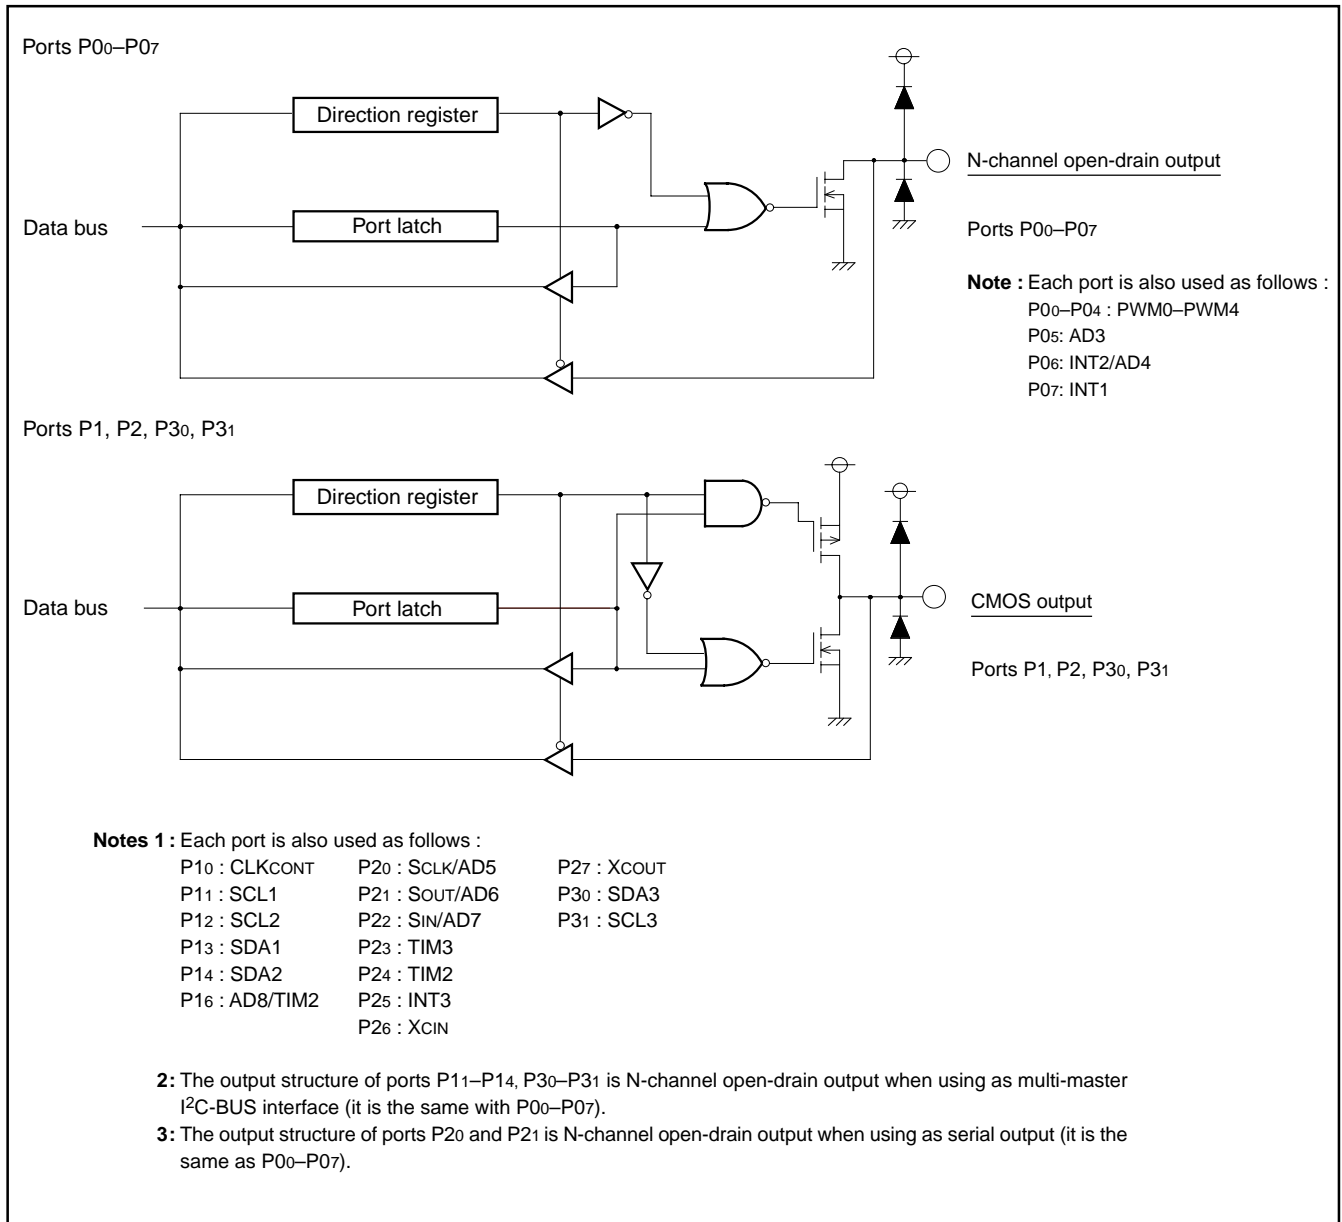 Ports P00–P07
Direction register
N-channel open-drain output
Data bus
Port latch
Ports P00–P07
Note : Each port is also used as follows :
P00–P04 : PWM0–PWM4
P05: AD3
P06: INT2/AD4
P07: INT1
Ports P1, P2, P30, P31
Direction register
Data bus
Port latch
CMOS output
Ports P1, P2, P30, P31
Notes 1 : Each port is also used as follows :
P10 : CLKCONT P20 : SCLK/AD5 P27 : XCOUT
P11 : SCL1 P21 : SOUT/AD6 P30 : SDA3
P12 : SCL2 P22 : SIN/AD7 P31 : SCL3
P13 : SDA1 P23 : TIM3
P14 : SDA2 P24 : TIM2
P16 : AD8/TIM2 P25 : INT3
P26 : XCIN
2: The output structure of ports P11–P14, P30–P31 is N-channel open-drain output when using as multi-master
I2C-BUS interface (it is the same with P00–P07).
3: The output structure of ports P20 and P21 is N-channel open-drain output when using as serial output (it is the
same as P00–P07).